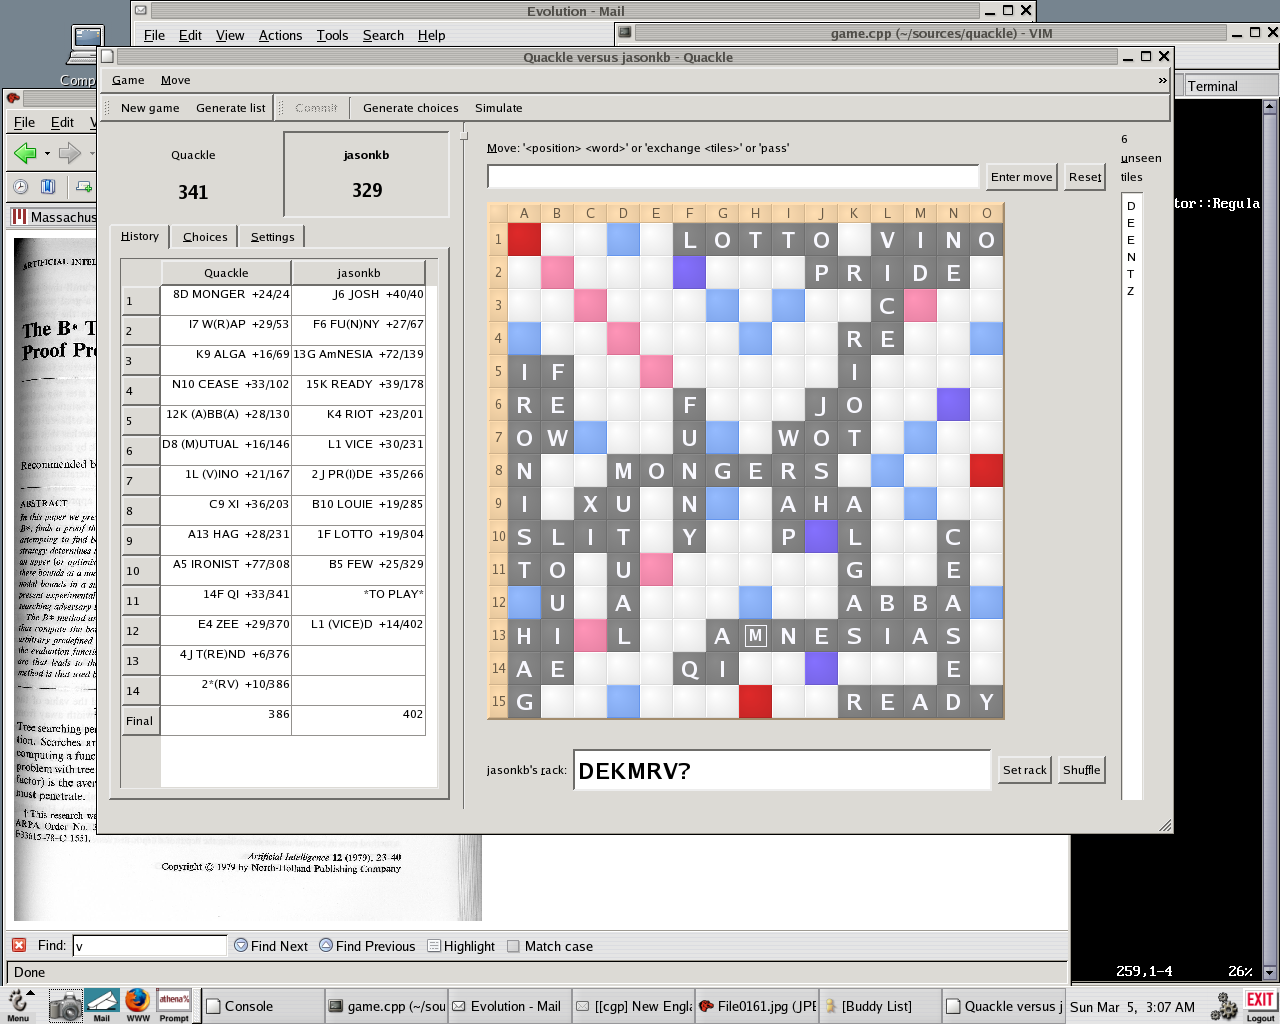 Evolution - Mail
File Edit View Actions Tools Search Help
game.cpp (~/sources/quackle) - VIM
Quackle versus jasonkb - Quackle
Game Move »
New game Generate list Commit Generate choices Simulate
Terminal
File Edit
Massachus
tor::Regula
Quackle jasonkb
341 329
Move: '<position> <word>' or 'exchange <tiles>' or 'pass'
Enter move Reset
6 unseen tiles
D
E
E
N
T
Z
History Choices Settings
Quackle jasonkb
1 8D MONGER +24/24 J6 JOSH +40/40
2 I7 W(R)AP +29/53 F6 FU(N)NY +27/67
3 K9 ALGA +16/69 13G AmNESIA +72/139
4 N10 CEASE +33/102 15K READY +39/178
5 12K (A)BB(A) +28/130 K4 RIOT +23/201
6 D8 (M)UTUAL +16/146 L1 VICE +30/231
7 1L (V)INO +21/167 2J PR(I)DE +35/266
8 C9 XI +36/203 B10 LOUIE +19/285
9 A13 HAG +28/231 1F LOTTO +19/304
10 A5 IRONIST +77/308 B5 FEW +25/329
11 14F QI +33/341 *TO PLAY*
12 E4 ZEE +29/370 L1 (VICE)D +14/402
13 4J T(RE)ND +6/376
14 2*(RV) +10/386
Final 386 402
A B C D E F G H I J K L M N O
1 L O T T O V I N O
2 P R I D E
3 C
4 R E
5 I F I
6 R E F J O
7 O W U W O T
8 N M O N G E R S
9 I X U N A H A
10 S L I T Y P L C
11 T O U G E
12 U A A B B A
13 H I L A M N E S I A S
14 A E Q I E
15 G R E A D Y
jasonkb's rack: DEKMRV? Set rack Shuffle
The B* T
Proof Pro
Recommended b
ABSTRACT
Artificial Intelligence 12 (1979), 23-40
Copyright © 1979 by North-Holland Publishing Company
Find: v Find Next Find Previous Highlight Match case
Done
259,1-4 26%
Menu Mail WWW athena% Prompt Console game.cpp (~/sou Evolution - Mail [[cgp] New Engla File0161.jpg (JPE [Buddy List] Quackle versus j Sun Mar 5, 3:07 AM EXIT Logout